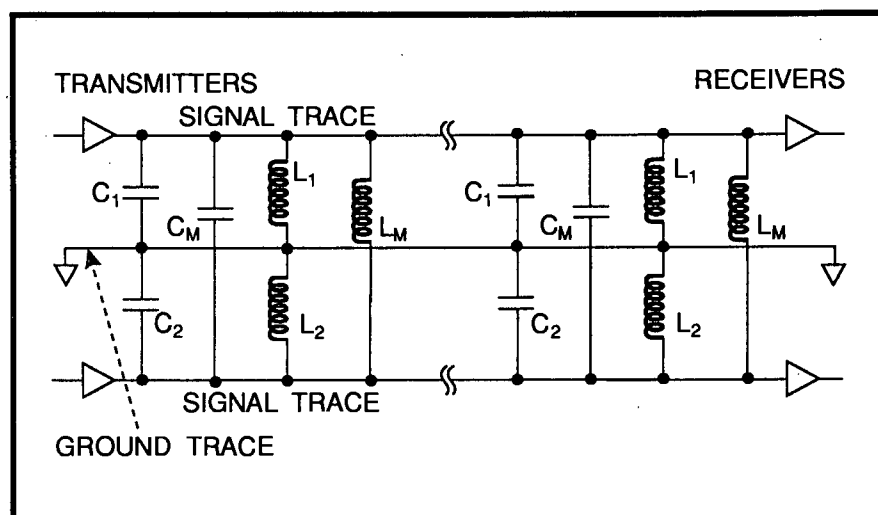 TRANSMITTERS
RECEIVERS
SIGNAL TRACE
C1
CM
L1
LM
C1
CM
L1
LM
C2
L2
C2
L2
SIGNAL TRACE
GROUND TRACE